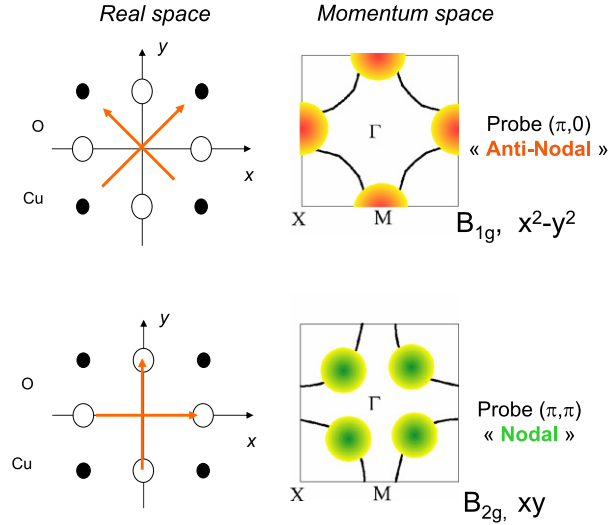 Real space
Momentum space
y
O
x
Cu
Γ
X
M
Probe (π,0)
« Anti-Nodal »
B1g, x²-y²
y
O
x
Cu
Γ
X
M
Probe (π,π)
« Nodal »
B2g, xy